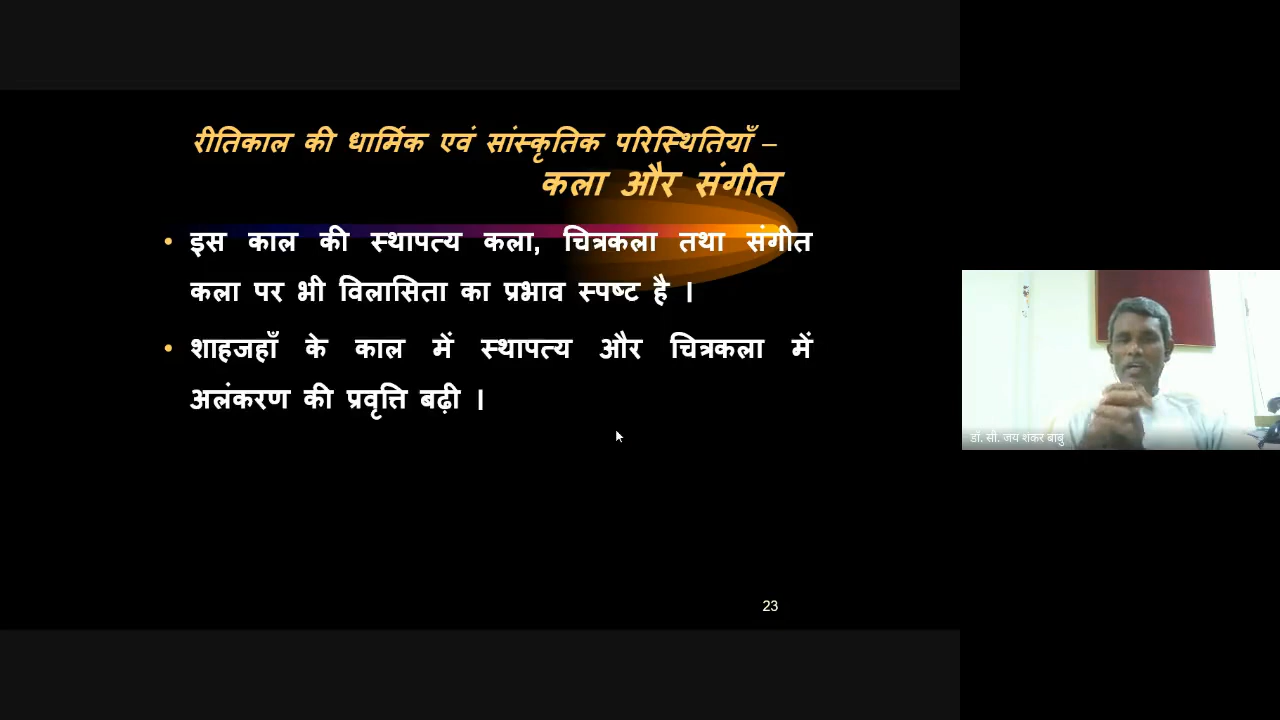 रीतिकाल की धार्मिक एवं सांस्कृतिक परिस्थितियाँ –
कला और संगीत
• इस काल की स्थापत्य कला, चित्रकला तथा संगीत
कला पर भी विलासिता का प्रभाव स्पष्ट है ।
• शाहजहाँ के काल में स्थापत्य और चित्रकला में
अलंकरण की प्रवृत्ति बढ़ी ।
23
डॉ. सी. जय शंकर बाबु